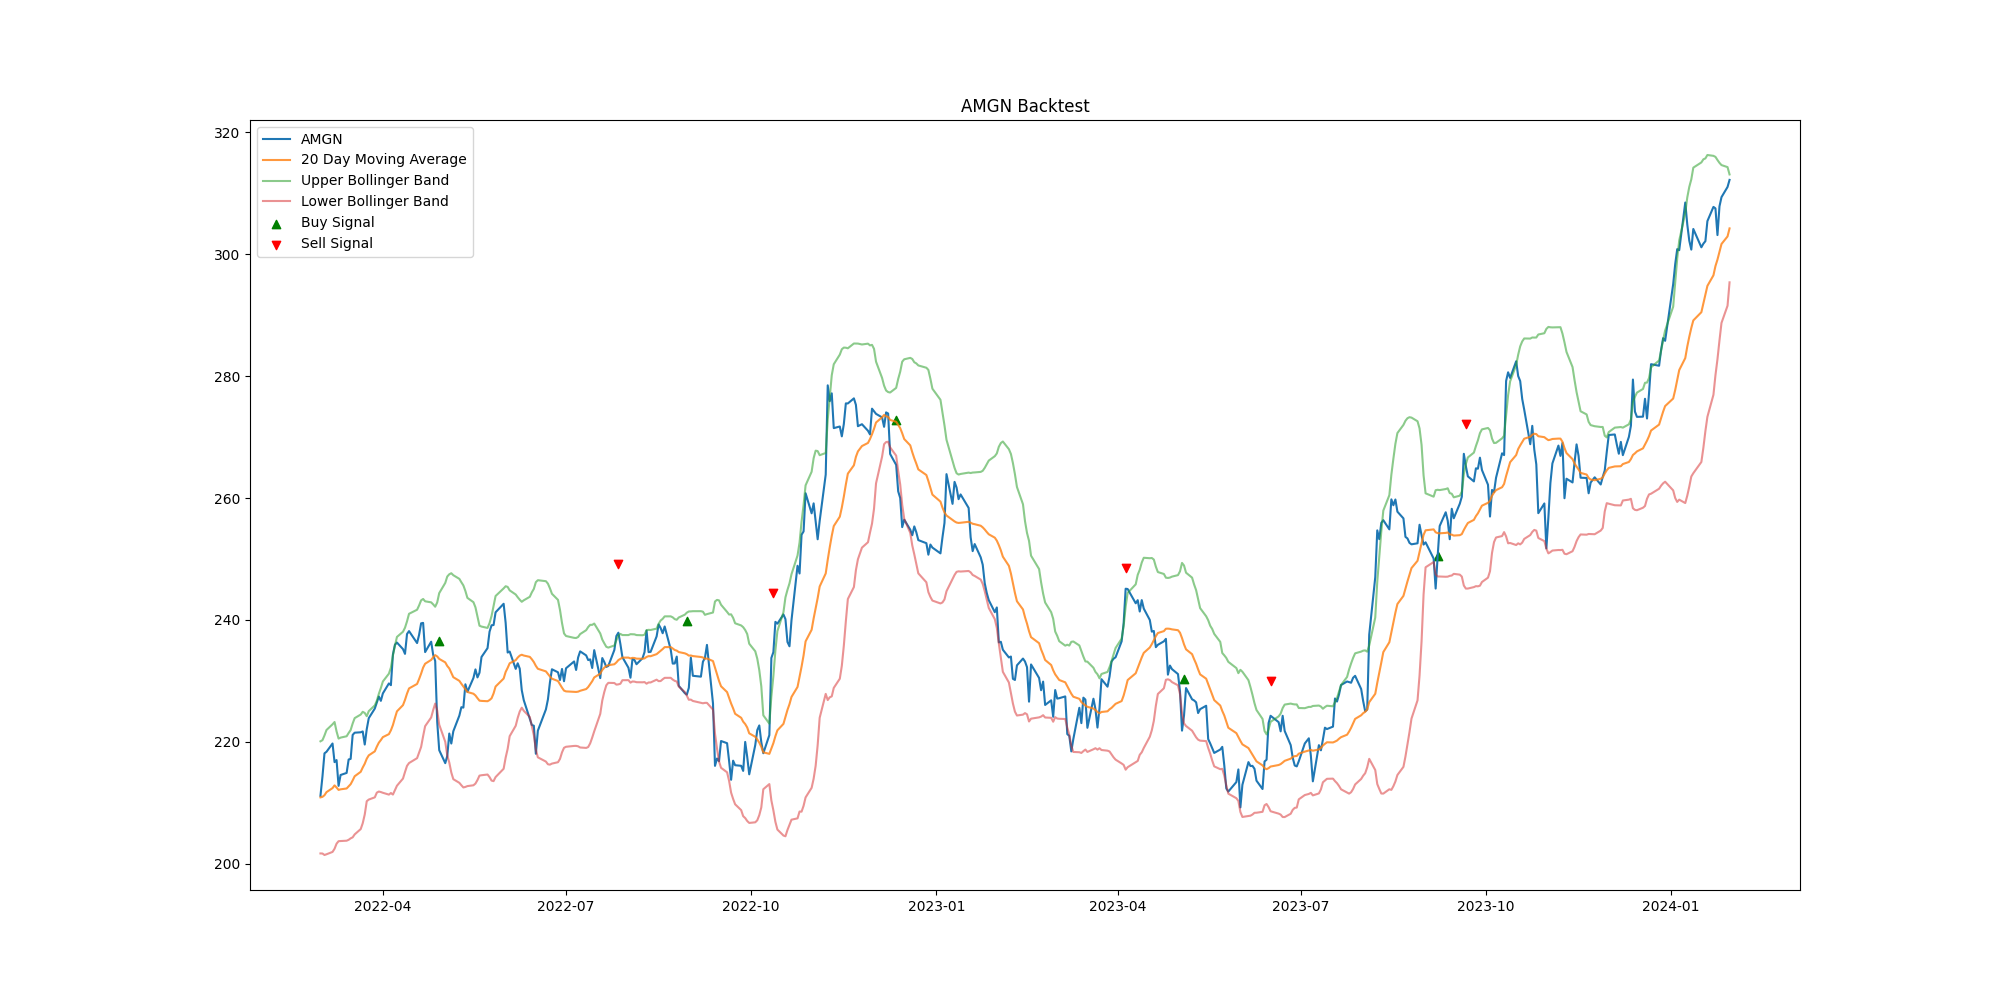 AMGN Backtest
AMGN
20 Day Moving Average
Upper Bollinger Band
Lower Bollinger Band
Buy Signal
Sell Signal
320
300
280
260
240
220
200
2022-04 2022-07 2022-10 2023-01 2023-04 2023-07 2023-10 2024-01